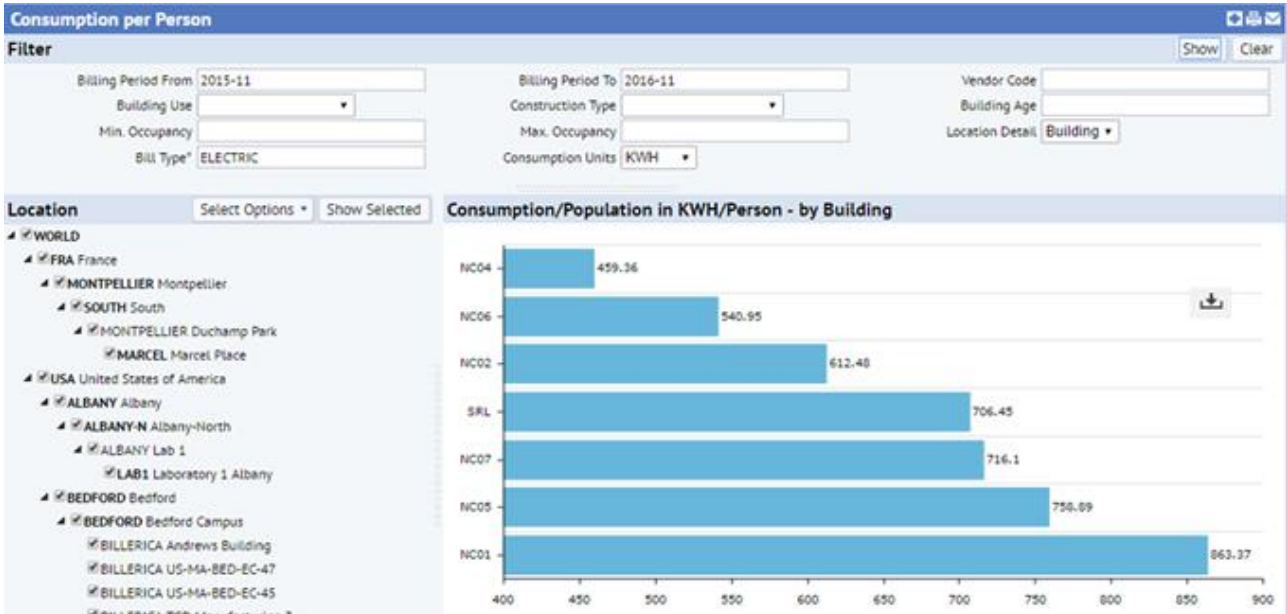 Consumption per Person
Filter
Show Clear
Billing Period From 2015-11 Billing Period To 2016-11 Vendor Code
Building Use Construction Type Building Age
Min. Occupancy Max. Occupancy Location Detail Building
Bill Type* ELECTRIC Consumption Units KWH
Location Select Options Show Selected
WORLD
FRA France
MONTPELLIER Montpellier
SOUTH South
MONTPELLIER Duchamp Park
MARCEL Marcel Place
USA United States of America
ALBANY Albany
ALBANY-N Albany-North
ALBANY Lab 1
LAB1 Laboratory 1 Albany
BEDFORD Bedford
BEDFORD Bedford Campus
BILLERICA Andrews Building
BILLERICA US-MA-BED-EC-47
BILLERICA US-MA-BED-EC-45
Consumption/Population in KWH/Person - by Building
NC04 459.36
NC06 540.95
NC02 612.48
SRL 706.45
NC07 716.1
NC05 758.89
NC01 863.37
400 450 500 550 600 650 700 750 800 850 900